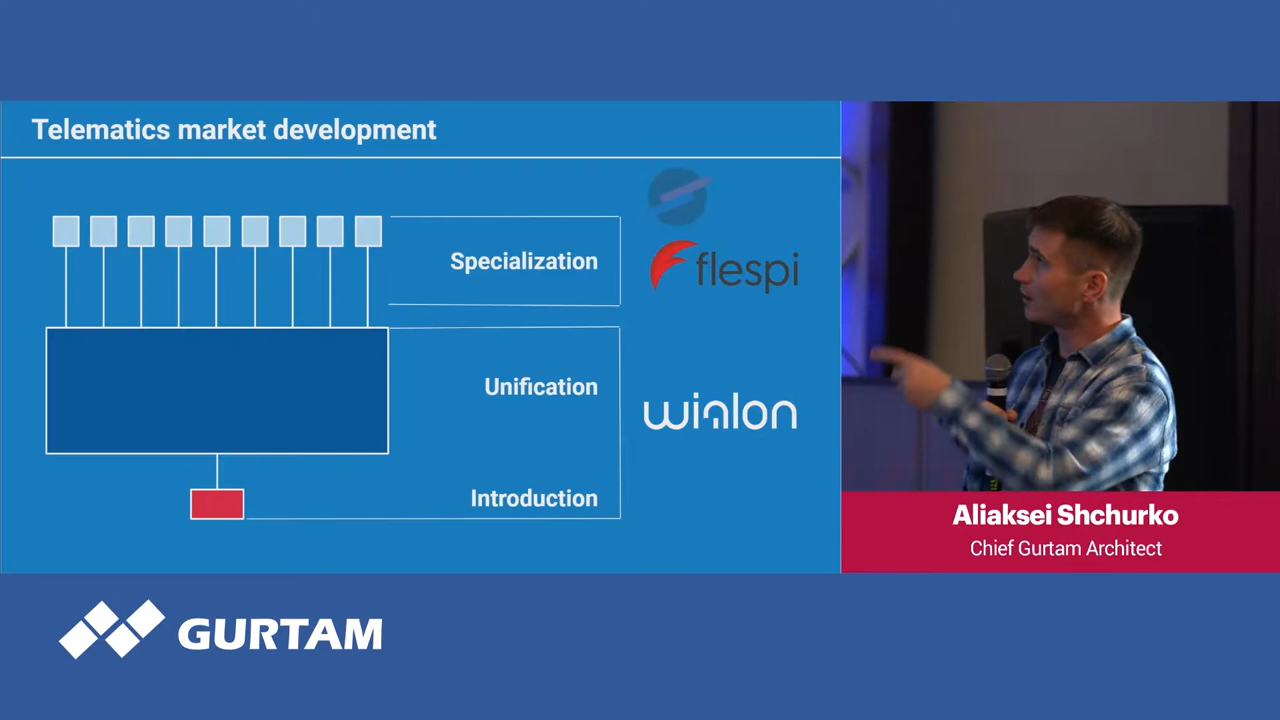 Telematics market development
Specialization
flespi
Unification
wialon
Introduction
Aliaksei Shchurko
Chief Gurtam Architect
GURTAM